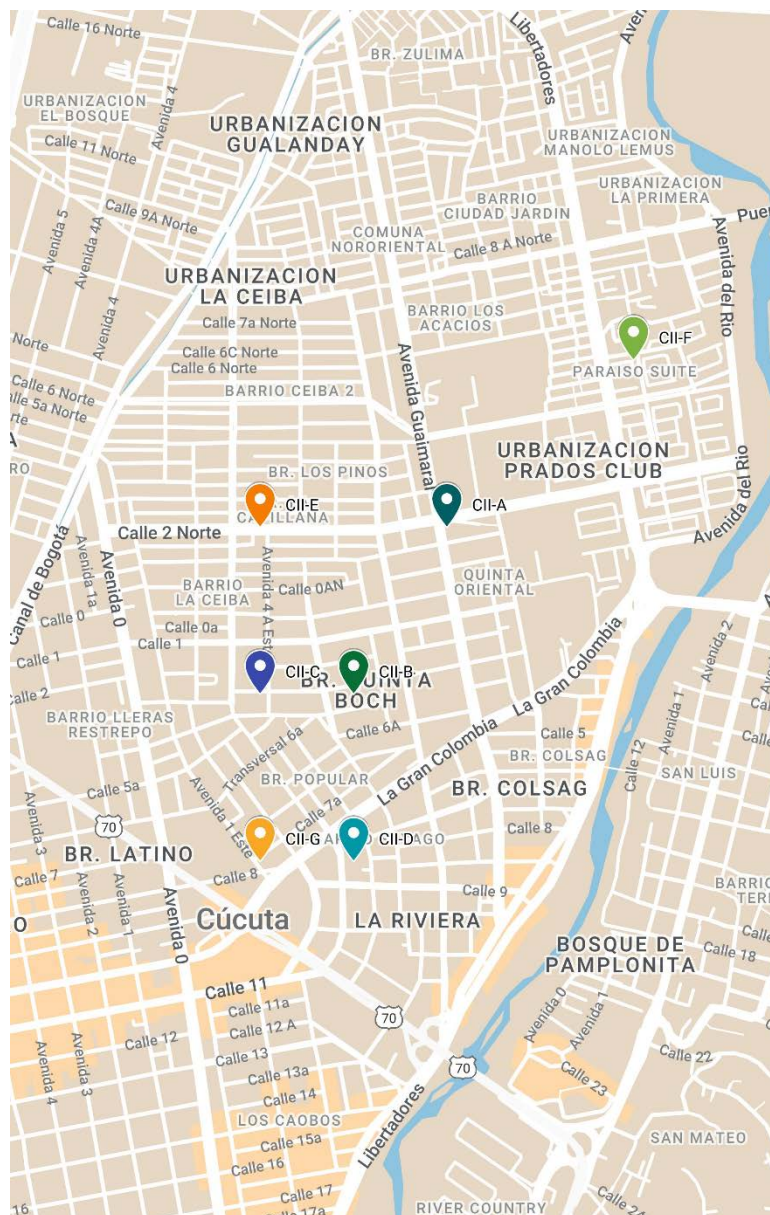 Calle 16 Norte
BR. ZULIMA
Libertadores
URBANIZACION
EL BOSQUE
Avenida 4
URBANIZACION
GUALANDAY
URBANIZACION
MANOLO LEMUS
Calle 11 Norte
URBANIZACION
LA PRIMERA
Avenida 5
Avenida 4A
Calle 9A Norte
BARRIO
CIUDAD JARDIN
COMUNA
NORORIENTAL
Calle 8 A Norte
Avenida del Rio
URBANIZACION
LA CEIBA
Avenida 4
BARRIO LOS
ACACIOS
Calle 7a Norte
CII-F
Norte
Calle 6C Norte
Calle 6 Norte
Avenida Guaimaral
PARAISO SUITE
Calle 6 Norte
Calle 5a Norte
BARRIO CEIBA 2
URBANIZACION
PRADOS CLUB
BR. LOS PINOS
Avenida del Rio
CII-E
CII-A
Calle 2 Norte
Canal de Bogotá
Avenida 1a
Avenida 0
Avenida 4 A Este
Calle 0AN
BARRIO
LA CEIBA
QUINTA
ORIENTAL
Avenida del Rio
Calle 0
Calle 0a
Calle 1
Calle 1
Calle 2
CII-C
CII-B
BR. QUINTA
BOCH
La Gran Colombia
Avenida 2
BARRIO LLERAS
RESTREPO
Calle 6A
La Gran Colombia
Calle 5
Avenida 1
Transversal 6a
BR. COLSAG
Calle 12
SAN LUIS
Calle 5a
BR. POPULAR
BR. COLSAG
Avenida 3
70
Avenida 1 Este
Calle 7a
CII-G
CII-D
Calle 8
BR. LATINO
Calle 7
Calle 8
Calle 9
Avenida 2
Avenida 1
Avenida 0
Cúcuta
LA RIVIERA
BOSQUE DE
PAMPLONITA
Calle 18
Calle 11
Calle 11a
70
Avenida 0
Avenida 1
Calle 12
Calle 12 A
Calle 13
Calle 22
Avenida 4
Avenida 3
70
Calle 13a
Calle 14
Calle 23
LOS CAOBOS
Libertadores
Calle 15a
SAN MATEO
Calle 16
Calle 17
16
RIVER COUNTRY